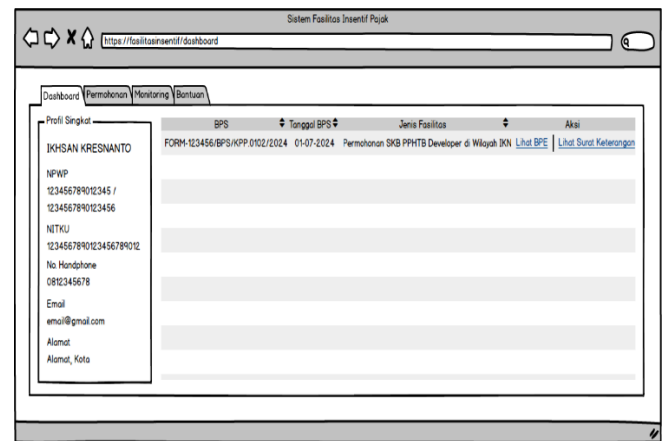 Sistem Fasilitas Insentif Pajak
https://fasilitasinsentif/dashboard
Dashboard Permohonan Monitoring Bantuan
Profil Singkat
IKHSAN KRESNANTO
NPWP
123456789012345 /
1234567890123456
NITKU
1234567890123456789012
No. Handphone
0812345678
Email
email@gmail.com
Alamat
Alamat, Kota
BPS Tanggal BPS Jenis Fasilitas Aksi
FORM-123456/BPS/KPP.0102/2024 01-07-2024 Permohonan SKB PPHTB Developer di Wilayah IKN Lihat BPE Lihat Surat Keterangan